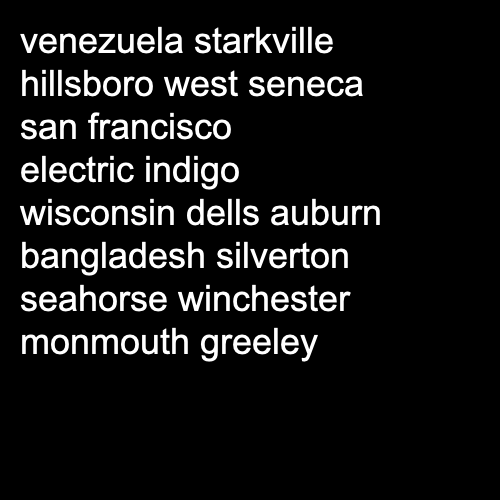 venezuela starkville
hillsboro west seneca
san francisco
electric indigo
wisconsin dells auburn
bangladesh silverton
seahorse winchester
monmouth greeley